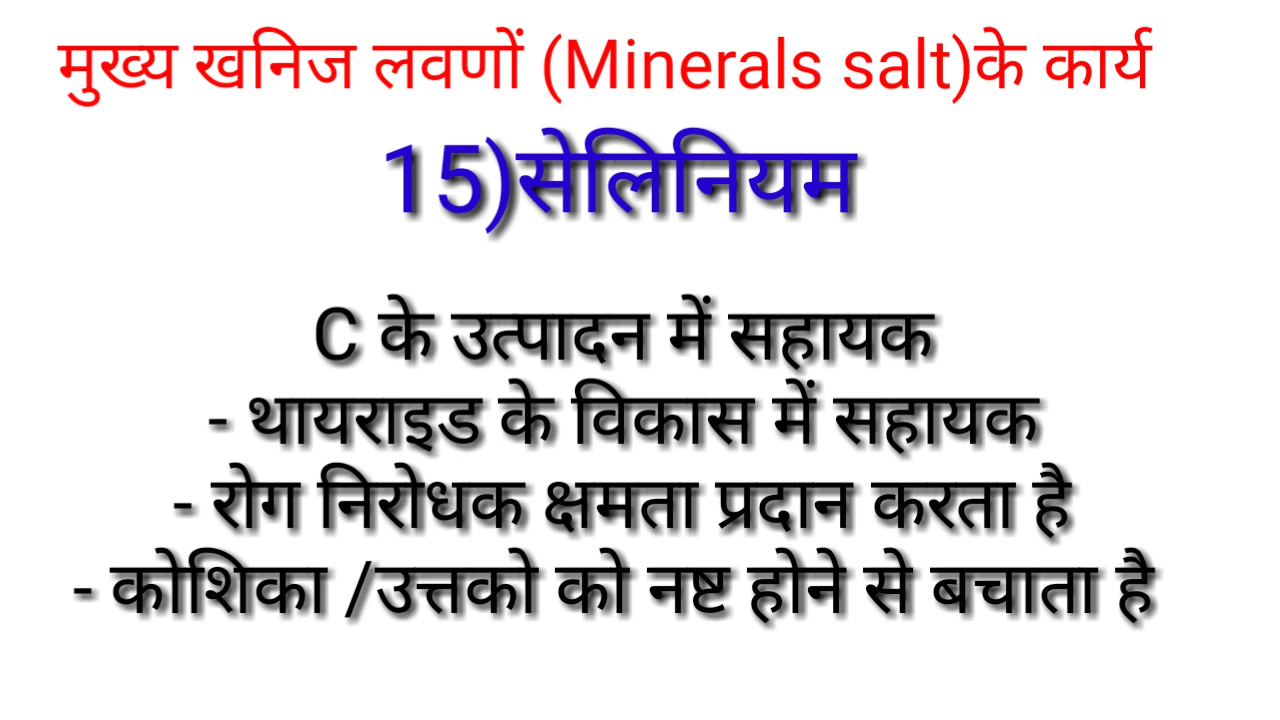 मुख्य खनिज लवणों (Minerals salt)के कार्य
15)सेलिनियम
C के उत्पादन में सहायक
- थायराइड के विकास में सहायक
- रोग निरोधक क्षमता प्रदान करता है
- कोशिका /उत्तको को नष्ट होने से बचाता है